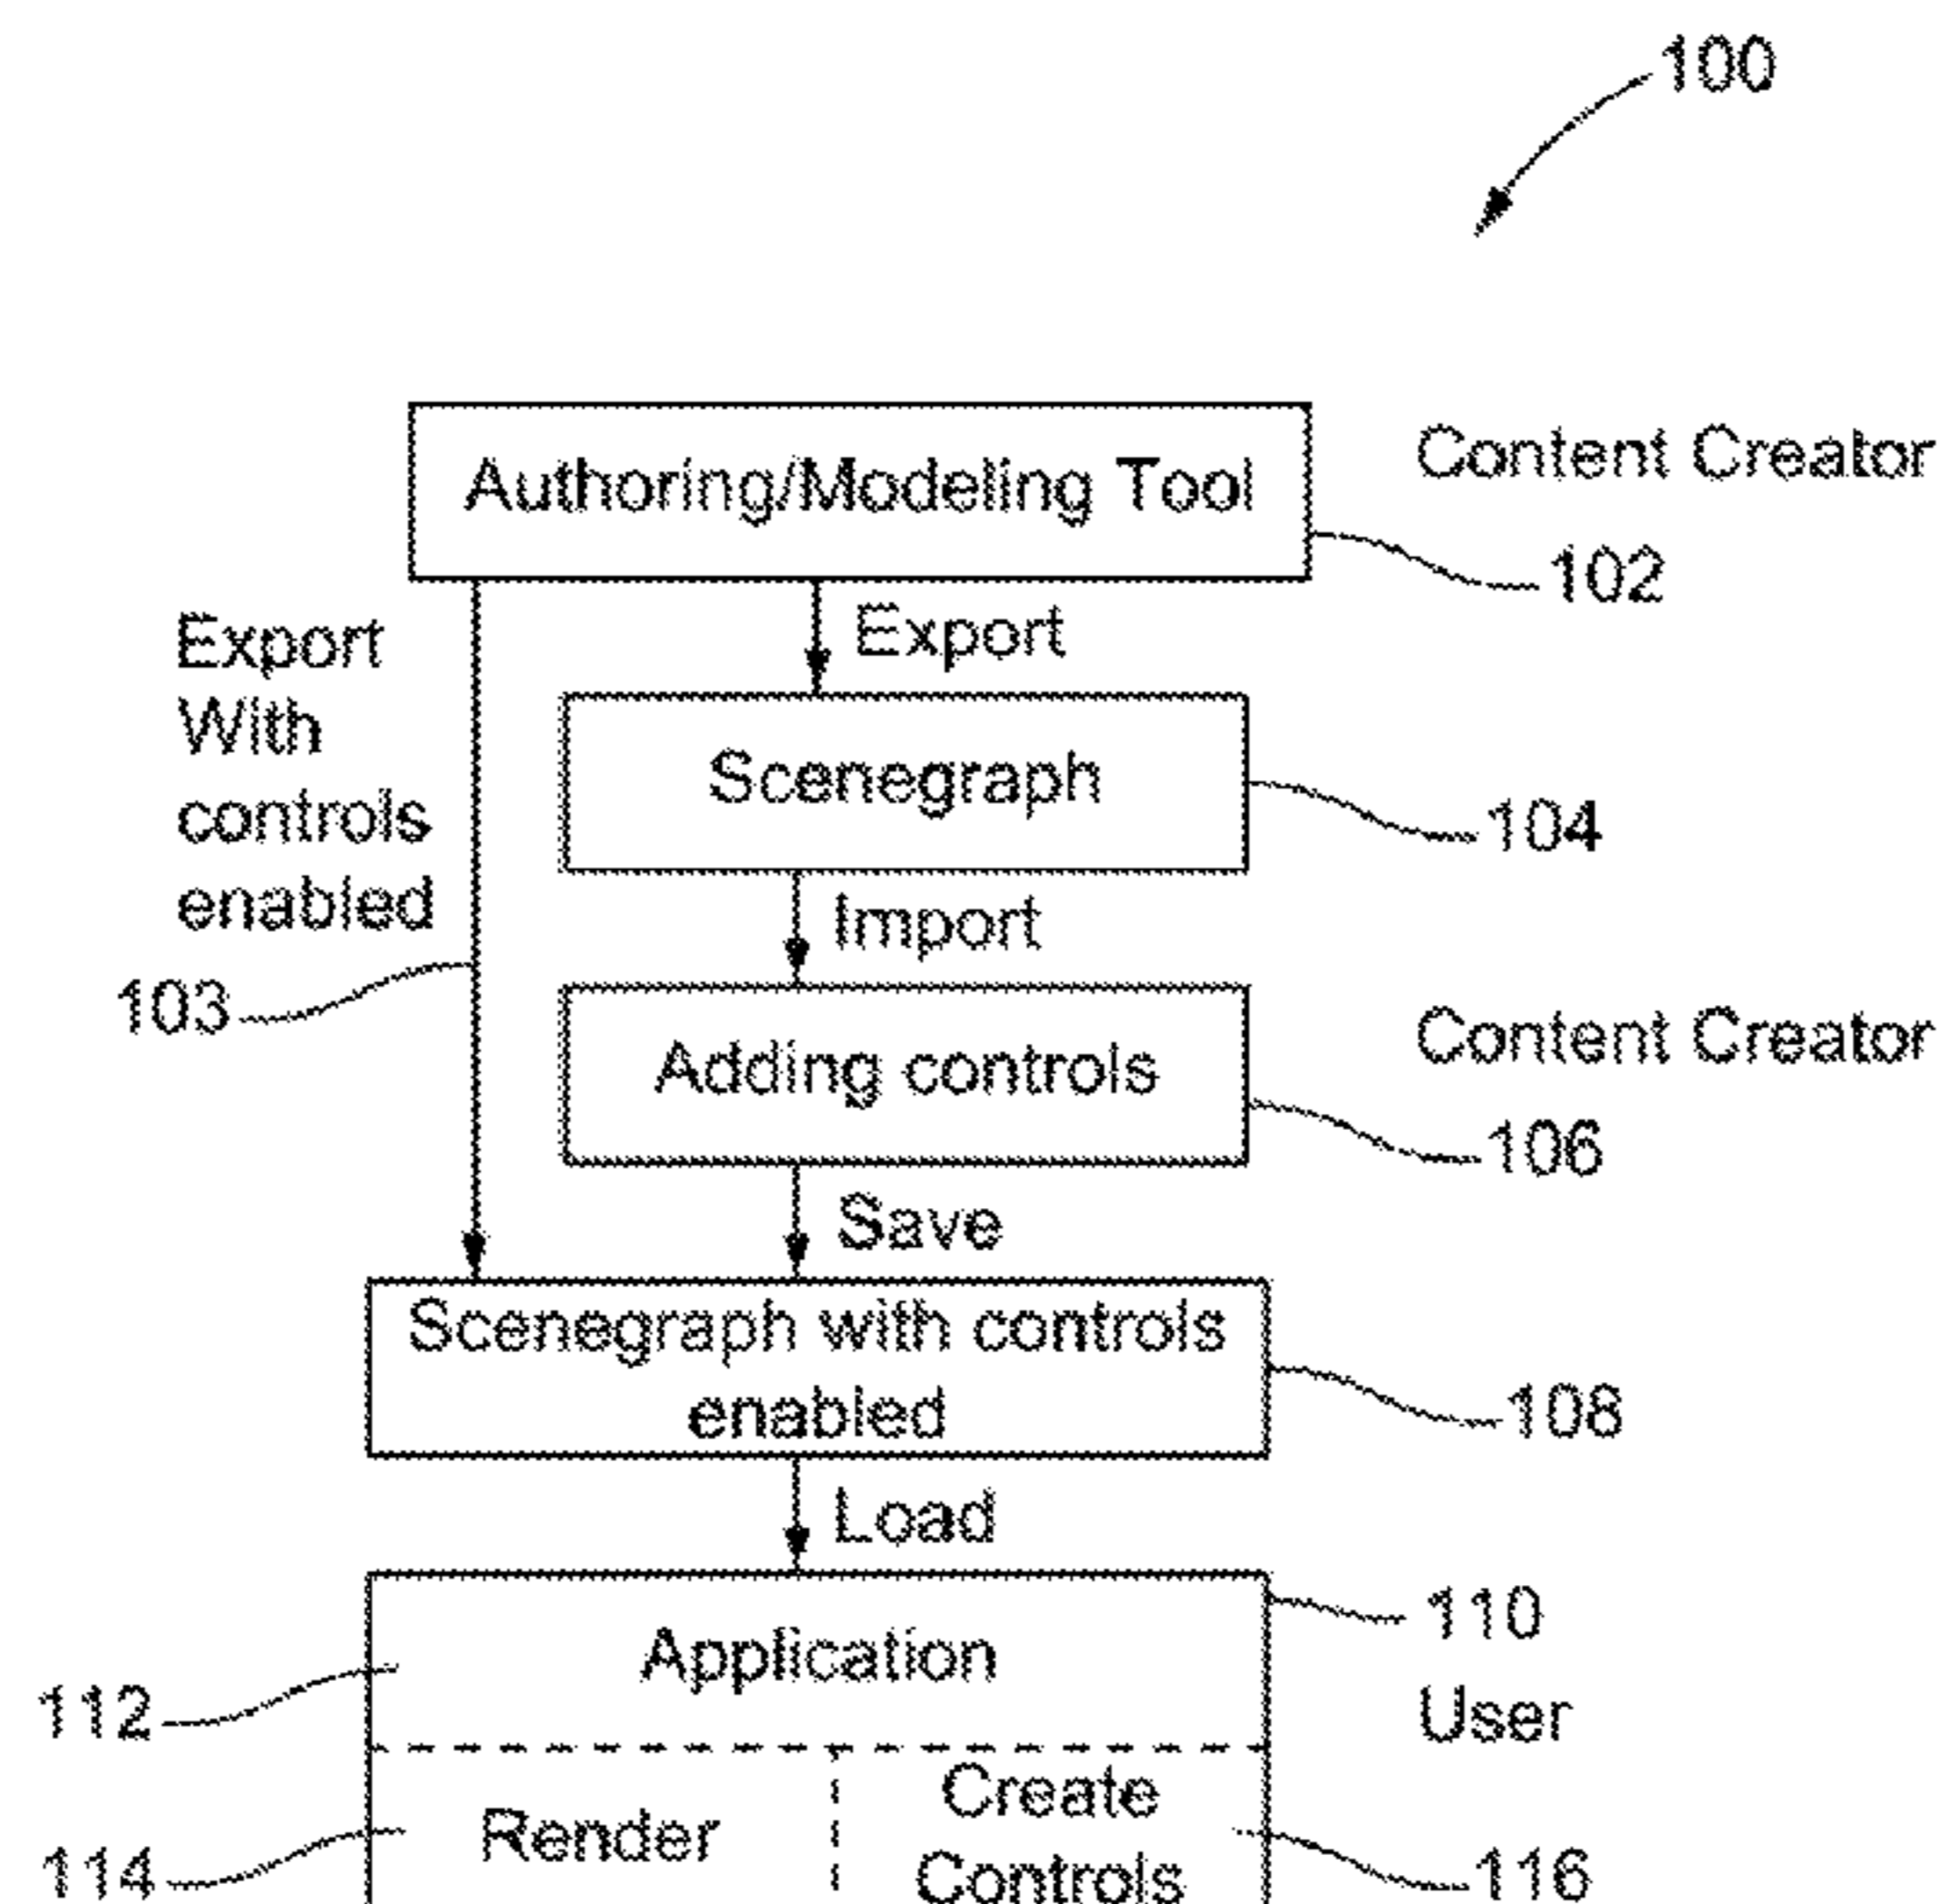 100
Authoring/Modeling Tool
Content Creator
102
Export
With
controls
enabled
Export
Scenegraph
104
Import
103
Adding controls
Content Creator
106
Save
Scenegraph with controls
enabled
108
Load
Application
110
User
112
Render
Create
Controls
114
116